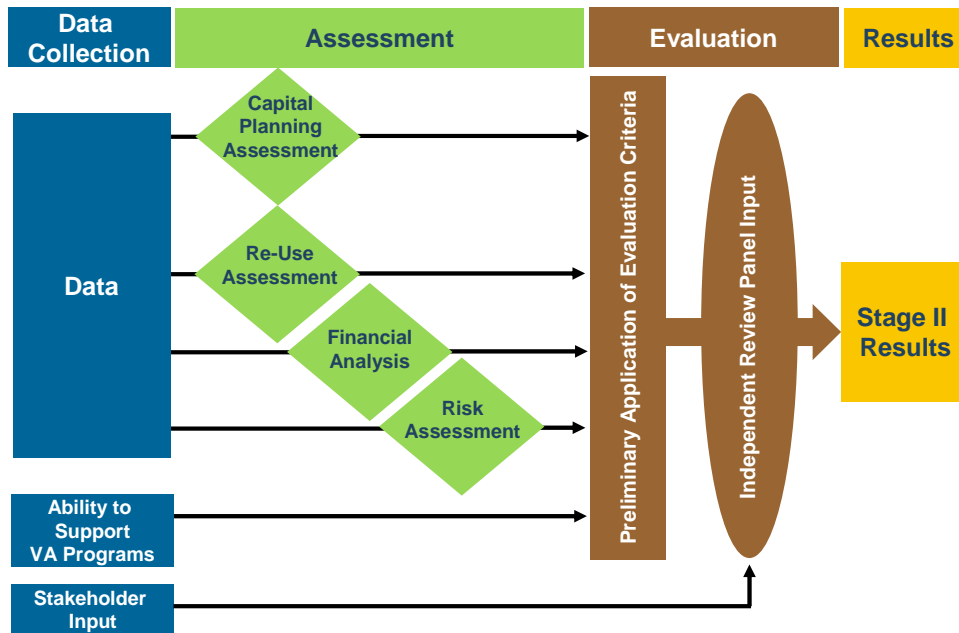 Data
Collection
Assessment
Evaluation
Results
Capital
Planning
Assessment
Re-Use
Assessment
Financial
Analysis
Risk
Assessment
Data
Ability to
Support
VA Programs
Stakeholder
Input
Preliminary Application of Evaluation Criteria
Independent Review Panel Input
Stage II
Results